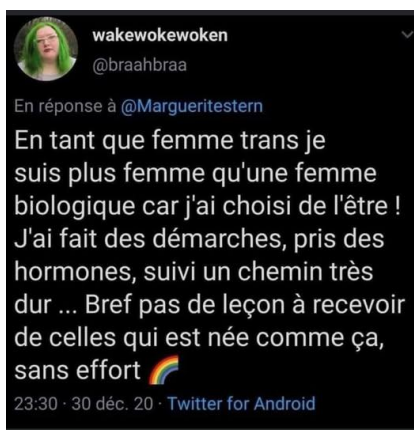 wakewokewoken
@braahbraa
En réponse à @Margueritestern
En tant que femme trans je
suis plus femme qu'une femme
biologique car j'ai choisi de l'être !
J'ai fait des démarches, pris des
hormones, suivi un chemin très
dur ... Bref pas de leçon à recevoir
de celles qui est née comme ça,
sans effort 🌈
23:30 · 30 déc. 20 · Twitter for Android